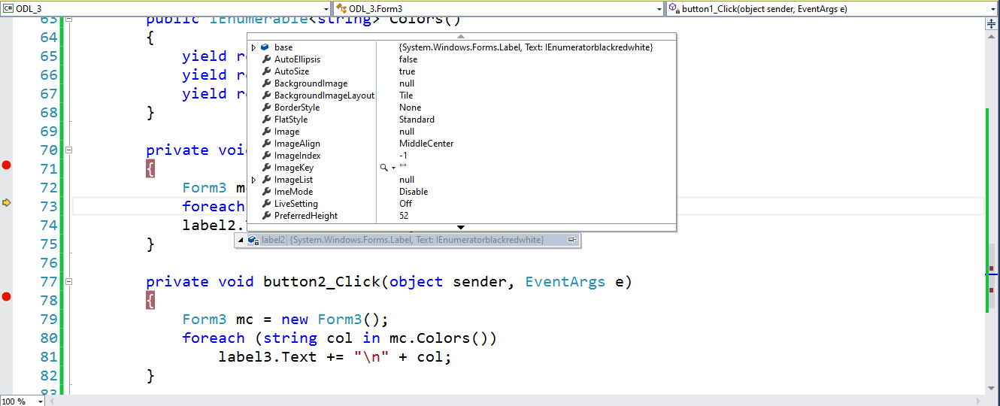 ODL_3 ODL_3.Form3 button1_Click(object sender, EventArgs e)
63 public IEnumerable<string> Colors()
64 {
65 yield re
66 yield re
67 yield re
68 }
69
70 private voi
71 {
72 Form3 m
73 foreach
74 label2.
75 }
76
77 private void button2_Click(object sender, EventArgs e)
78 {
79 Form3 mc = new Form3();
80 foreach (string col in mc.Colors())
81 label3.Text += "\n" + col;
82 }
83
base {System.Windows.Forms.Label, Text: IEnumeratorblackredwhite}
AutoEllipsis false
AutoSize true
BackgroundImage null
BackgroundImageLayout Tile
BorderStyle None
FlatStyle Standard
Image null
ImageAlign MiddleCenter
ImageIndex -1
ImageKey ""
ImageList null
ImeMode Disable
LiveSetting Off
PreferredHeight 52
label2 {System.Windows.Forms.Label, Text: IEnumeratorblackredwhite}
100 %